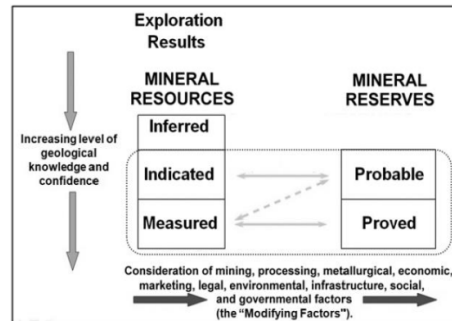 Exploration
Results
MINERAL
RESOURCES
MINERAL
RESERVES
Increasing level of
geological
knowledge and
confidence
Inferred
Indicated
Probable
Measured
Proved
Consideration of mining, processing, metallurgical, economic,
marketing, legal, environmental, infrastructure, social,
and governmental factors
(the “Modifying Factors”).